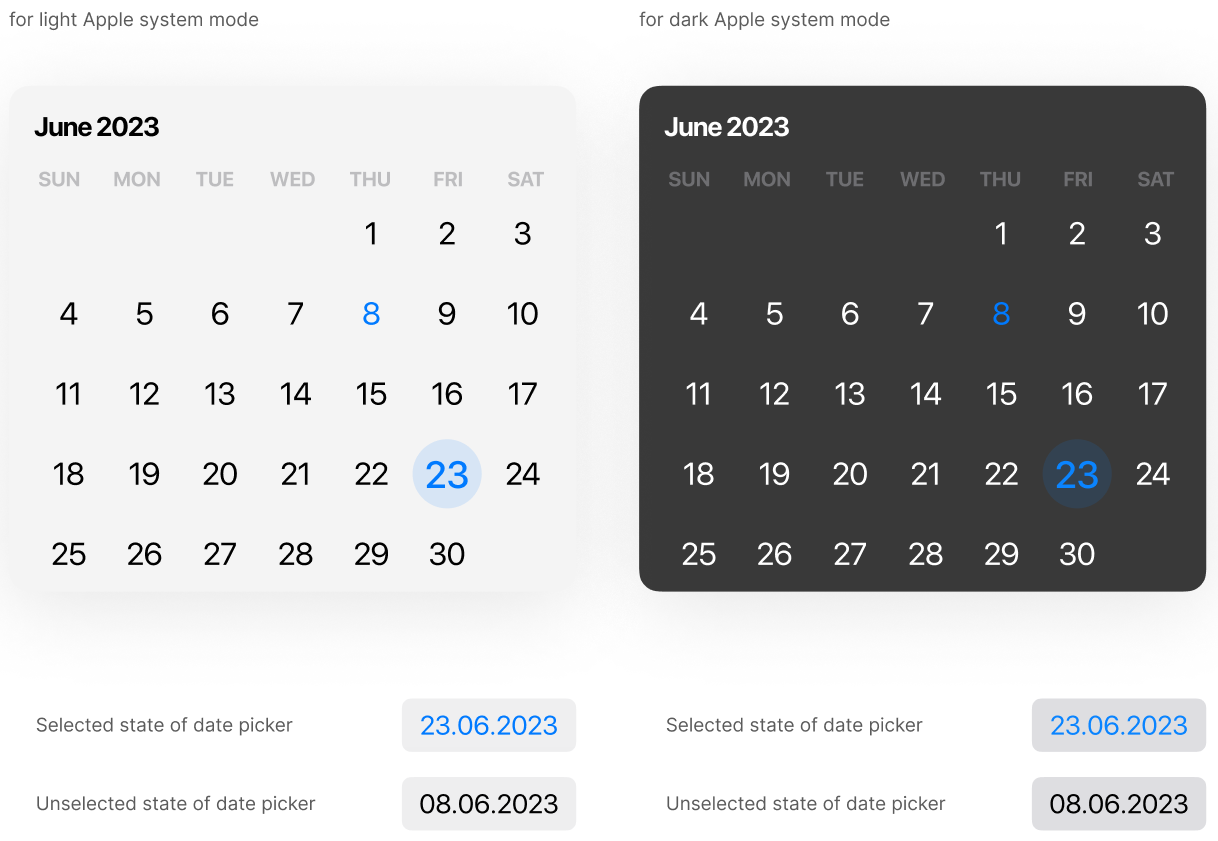 for light Apple system mode
June 2023
SUN MON TUE WED THU FRI SAT
1 2 3
4 5 6 7 8 9 10
11 12 13 14 15 16 17
18 19 20 21 22 23 24
25 26 27 28 29 30
Selected state of date picker 23.06.2023
Unselected state of date picker 08.06.2023
for dark Apple system mode
June 2023
SUN MON TUE WED THU FRI SAT
1 2 3
4 5 6 7 8 9 10
11 12 13 14 15 16 17
18 19 20 21 22 23 24
25 26 27 28 29 30
Selected state of date picker 23.06.2023
Unselected state of date picker 08.06.2023